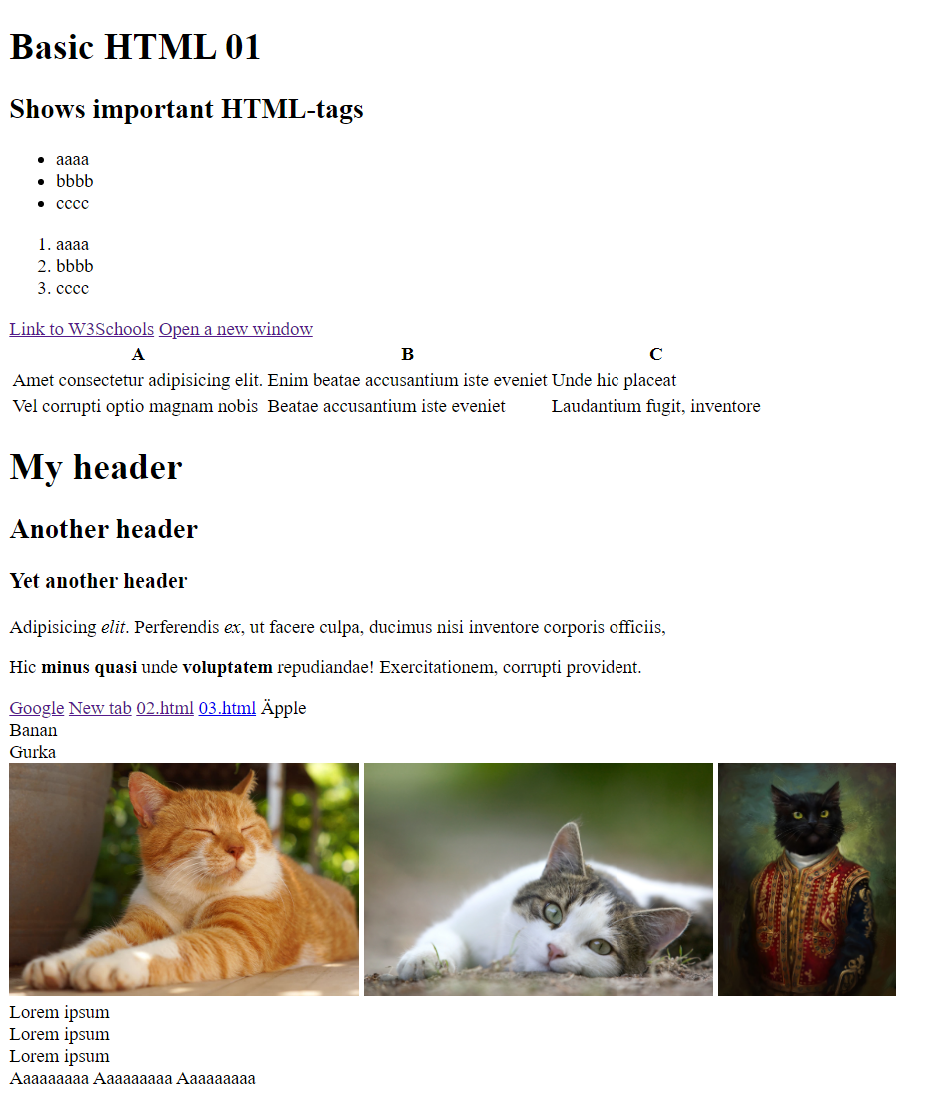 Basic HTML 01
Shows important HTML-tags
• aaaa
• bbbb
• cccc
1. aaaa
2. bbbb
3. cccc
Link to W3Schools Open a new window
A B C
Amet consectetur adipisicing elit. Enim beatae accusantium iste eveniet Unde hic placeat
Vel corrupti optio magnam nobis Beatae accusantium iste eveniet Laudantium fugit, inventore
My header
Another header
Yet another header
Adipisicing elit. Perferendis ex, ut facere culpa, ducimus nisi inventore corporis officiis,
Hic minus quasi unde voluptatem repudiandae! Exercitationem, corrupti provident.
Google New tab 02.html 03.html Äpple
Banan
Gurka
Lorem ipsum
Lorem ipsum
Lorem ipsum
Aaaaaaaaa Aaaaaaaaa Aaaaaaaaa